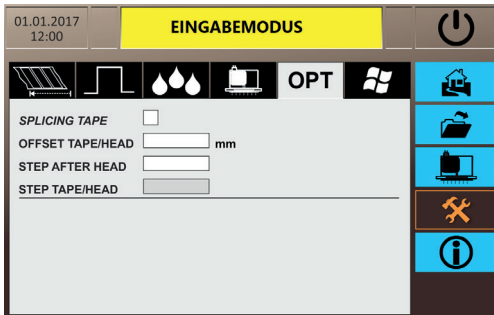 01.01.2017
12:00
EINGABEMODUS
OPT
SPLICING TAPE
OFFSET TAPE/HEAD mm
STEP AFTER HEAD
STEP TAPE/HEAD